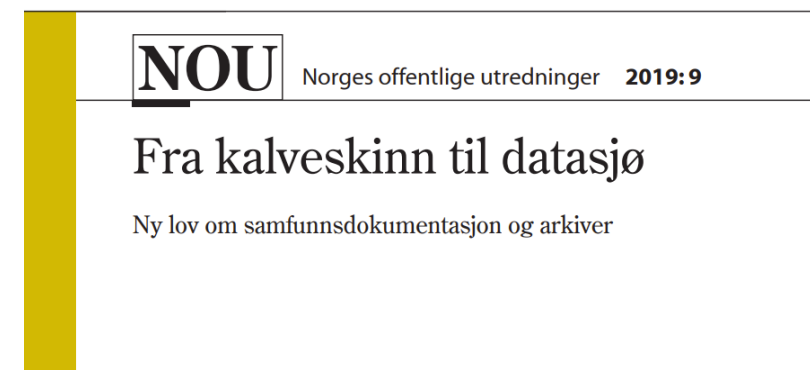 NOU Norges offentlige utredninger 2019: 9
Fra kalveskinn til datasjø
Ny lov om samfunnsdokumentasjon og arkiver